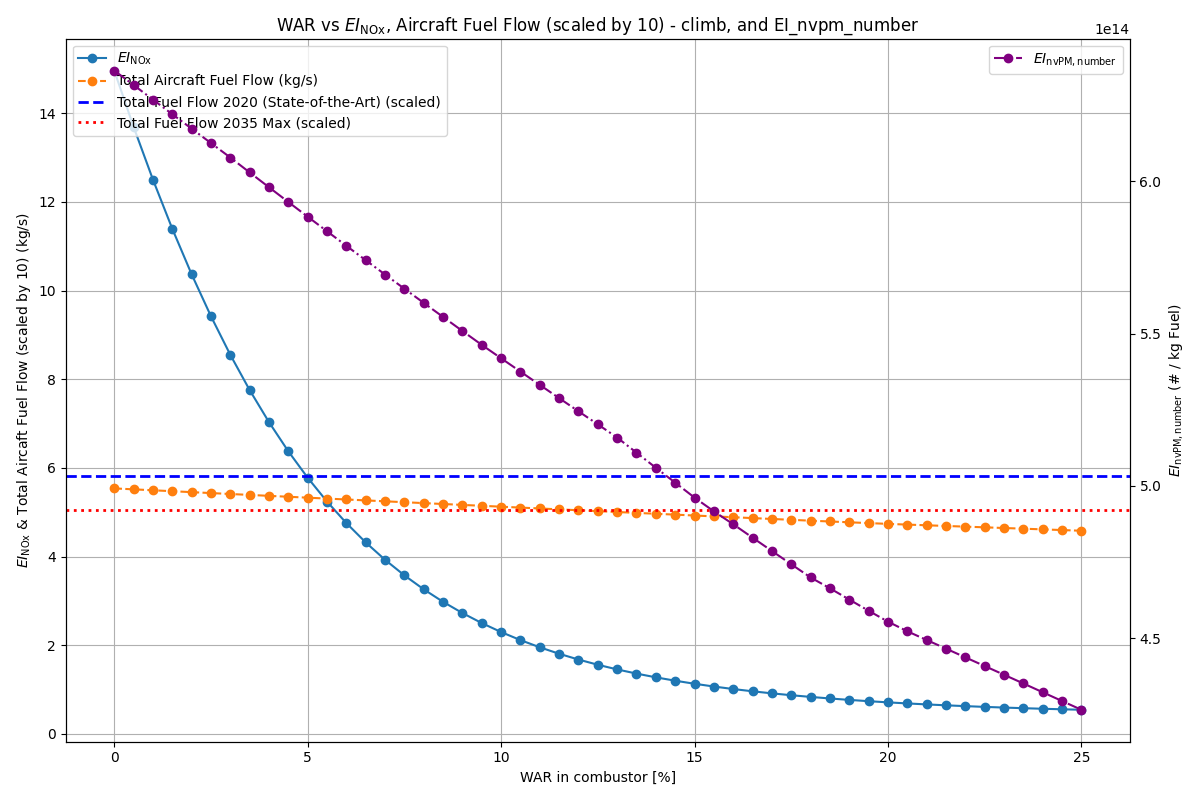 WAR vs EI_NOx, Aircraft Fuel Flow (scaled by 10) - climb, and EI_nvpm_number
1e14
EI_NOx
Total Aircraft Fuel Flow (kg/s)
Total Fuel Flow 2020 (State-of-the-Art) (scaled)
Total Fuel Flow 2035 Max (scaled)
EI_nvPM, number
14
12
10
8
6
4
2
0
EI_NOx & Total Aircaft Fuel Flow (scaled by 10) (kg/s)
6.0
5.5
5.0
4.5
EI_nvPM, number (# / kg Fuel)
0 5 10 15 20 25
WAR in combustor [%]